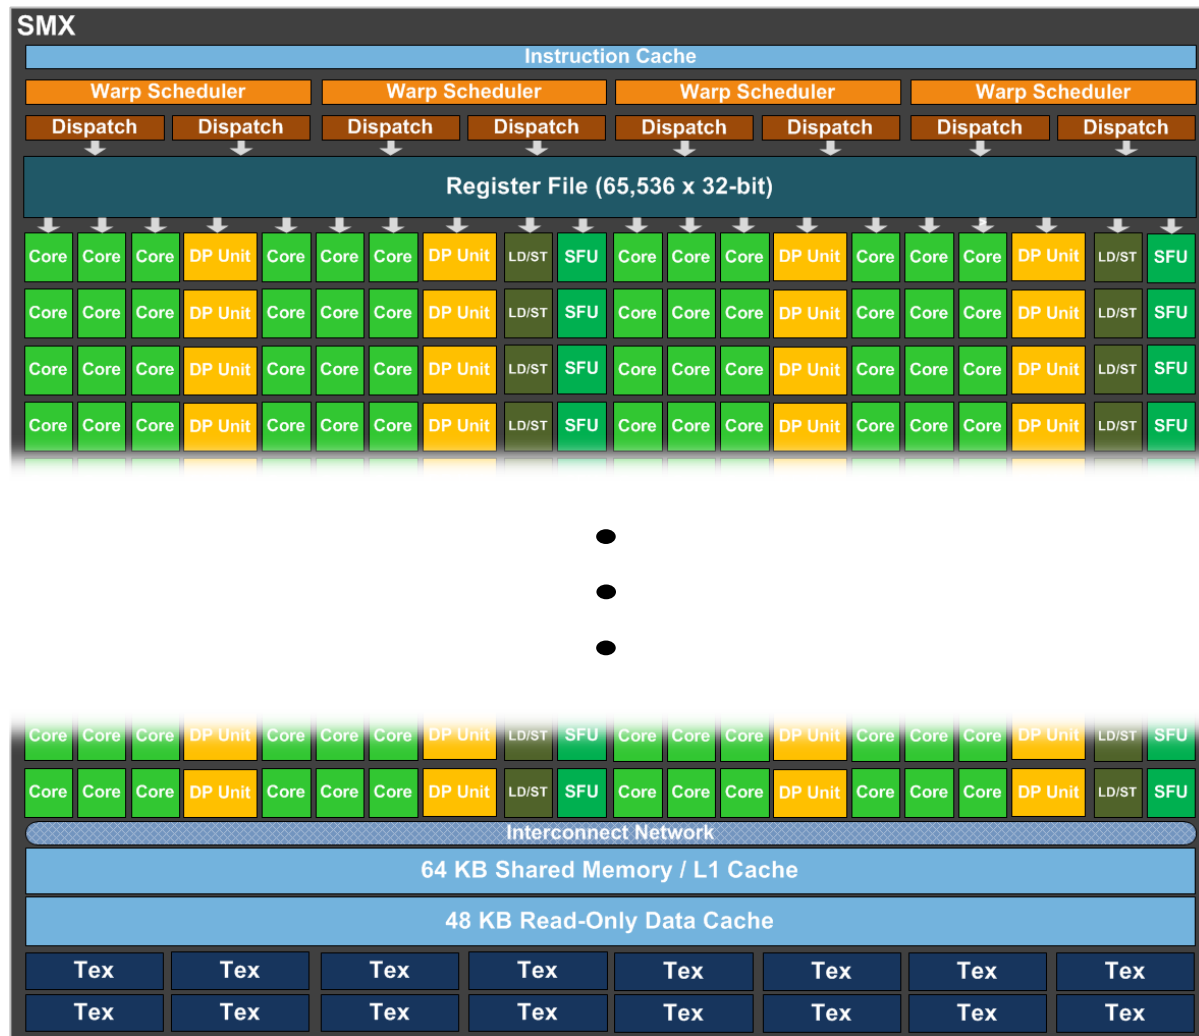 SMX
Instruction Cache
Warp Scheduler Warp Scheduler Warp Scheduler Warp Scheduler
Dispatch Dispatch Dispatch Dispatch Dispatch Dispatch Dispatch Dispatch
Register File (65,536 x 32-bit)
Core Core Core DP Unit Core Core Core DP Unit LD/ST SFU Core Core Core DP Unit Core Core Core DP Unit LD/ST SFU
Core Core Core DP Unit Core Core Core DP Unit LD/ST SFU Core Core Core DP Unit Core Core Core DP Unit LD/ST SFU
Core Core Core DP Unit Core Core Core DP Unit LD/ST SFU Core Core Core DP Unit Core Core Core DP Unit LD/ST SFU
Core Core Core DP Unit Core Core Core DP Unit LD/ST SFU Core Core Core DP Unit Core Core Core DP Unit LD/ST SFU
Core Core Core DP Unit Core Core Core DP Unit LD/ST SFU Core Core Core DP Unit Core Core Core DP Unit LD/ST SFU
Core Core Core DP Unit Core Core Core DP Unit LD/ST SFU Core Core Core DP Unit Core Core Core DP Unit LD/ST SFU
Interconnect Network
64 KB Shared Memory / L1 Cache
48 KB Read-Only Data Cache
Tex Tex Tex Tex Tex Tex Tex Tex
Tex Tex Tex Tex Tex Tex Tex Tex